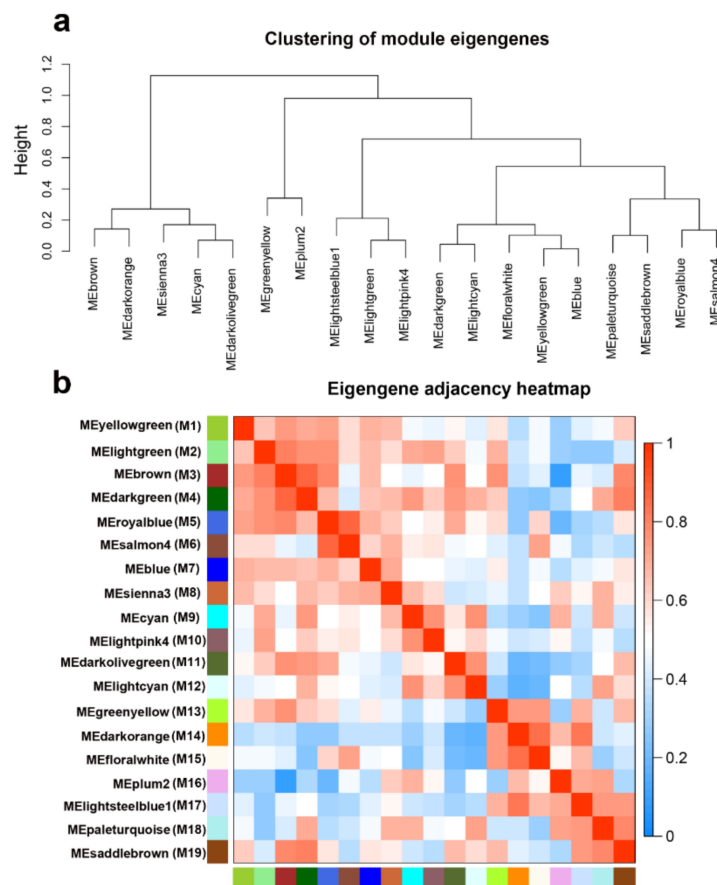 a
Clustering of module eigengenes
Height
1.2
1.0
0.8
0.6
0.4
0.2
0.0
MEbrown
MEdarkorange
MEsienna3
MEcyan
MEdarkolivegreen
MEgreenyellow
MEplum2
MElightsteelblue1
MElightgreen
MElightpink4
MEdarkgreen
MElightcyan
MEfloralwhite
MEyellowgreen
MEblue
MEpaleturquoise
MEsaddlebrown
MEroyalblue
MEsalmon4
b
Eigengene adjacency heatmap
MEyellowgreen (M1)
MElightgreen (M2)
MEbrown (M3)
MEdarkgreen (M4)
MEroyalblue (M5)
MEsalmon4 (M6)
MEblue (M7)
MEsienna3 (M8)
MEcyan (M9)
MElightpink4 (M10)
MEdarkolivegreen (M11)
MElightcyan (M12)
MEgreenyellow (M13)
MEdarkorange (M14)
MEfloralwhite (M15)
MEplum2 (M16)
MElightsteelblue1(M17)
MEpaleturquoise (M18)
MEsaddlebrown (M19)
1
0.8
0.6
0.4
0.2
0